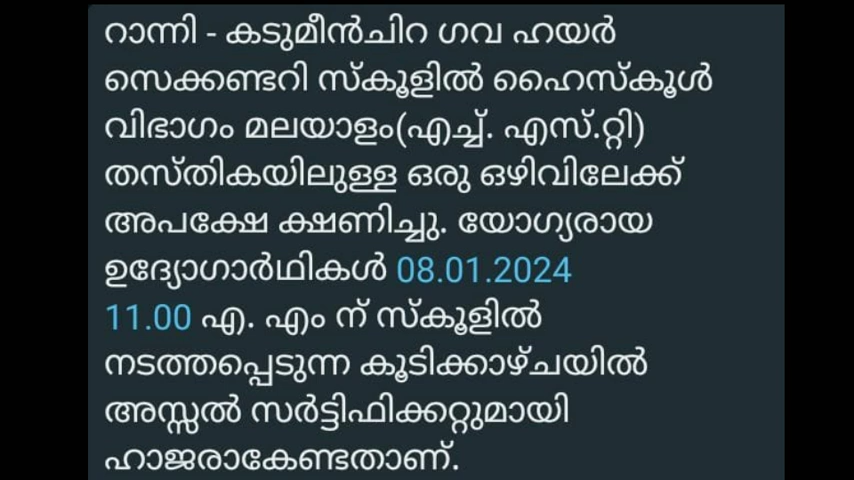 റാന്നി - കടുമീൻചിറ ഗവ ഹയർ
സെക്കണ്ടറി സ്കൂളിൽ ഹൈസ്കൂൾ
വിഭാഗം മലയാളം(എച്ച്. എസ്.റ്റി)
തസ്തികയിലുള്ള ഒരു ഒഴിവിലേക്ക്
അപക്ഷേ ക്ഷണിച്ചു. യോഗ്യരായ
ഉദ്യോഗാർഥികൾ 08.01.2024
11.00 എ. എം ന് സ്കൂളിൽ
നടത്തപ്പെടുന്ന കൂടിക്കാഴ്ചയിൽ
അസ്സൽ സർട്ടിഫിക്കറ്റുമായി
ഹാജരാകേണ്ടതാണ്.